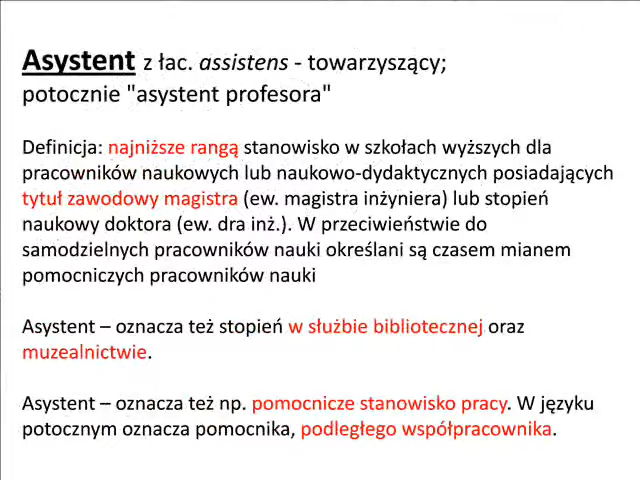 Asystent z łac. assistens - towarzyszący;
potocznie "asystent profesora"
Definicja: najniższe rangą stanowisko w szkołach wyższych dla
pracowników naukowych lub naukowo-dydaktycznych posiadających
tytuł zawodowy magistra (ew. magistra inżyniera) lub stopień
naukowy doktora (ew. dra inż.). W przeciwieństwie do
samodzielnych pracowników nauki określani są czasem mianem
pomocniczych pracowników nauki
Asystent – oznacza też stopień w służbie bibliotecznej oraz
muzealnictwie.
Asystent – oznacza też np. pomocnicze stanowisko pracy. W języku
potocznym oznacza pomocnika, podległego współpracownika.